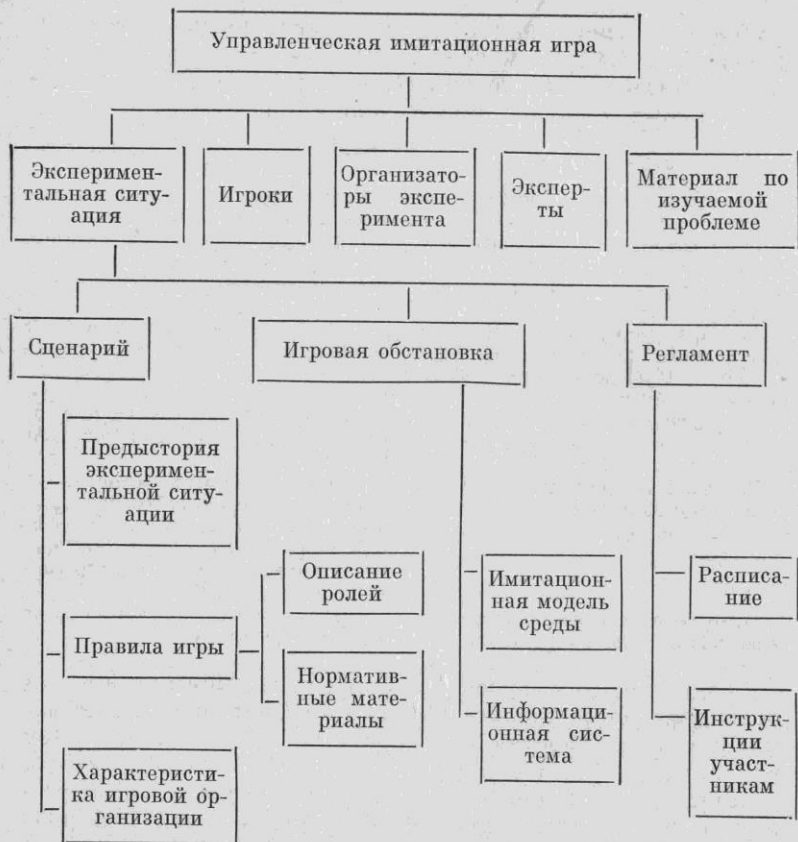 Управленческая имитационная игра
Эксперимен-
тальная ситу-
ация
Игроки
Организато-
ры экспе-
римента
Экспер-
ты
Материал по
изучаемой
проблеме
Сценарий
Игровая обстановка
Регламент
Предыстория
эксперимен-
тальной ситу-
ации
Правила игры
Описание
ролей
Норматив-
ные мате-
риалы
Характеристи-
ка игровой ор-
ганизации
Имитацион-
ная модель
среды
Информаци-
онная сис-
тема
Расписа-
ние
Инструк-
ции
участ-
никам